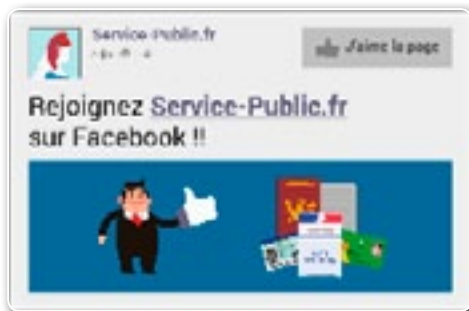 Service-Public.fr
J'aime la page
Rejoignez Service-Public.fr
sur Facebook !!